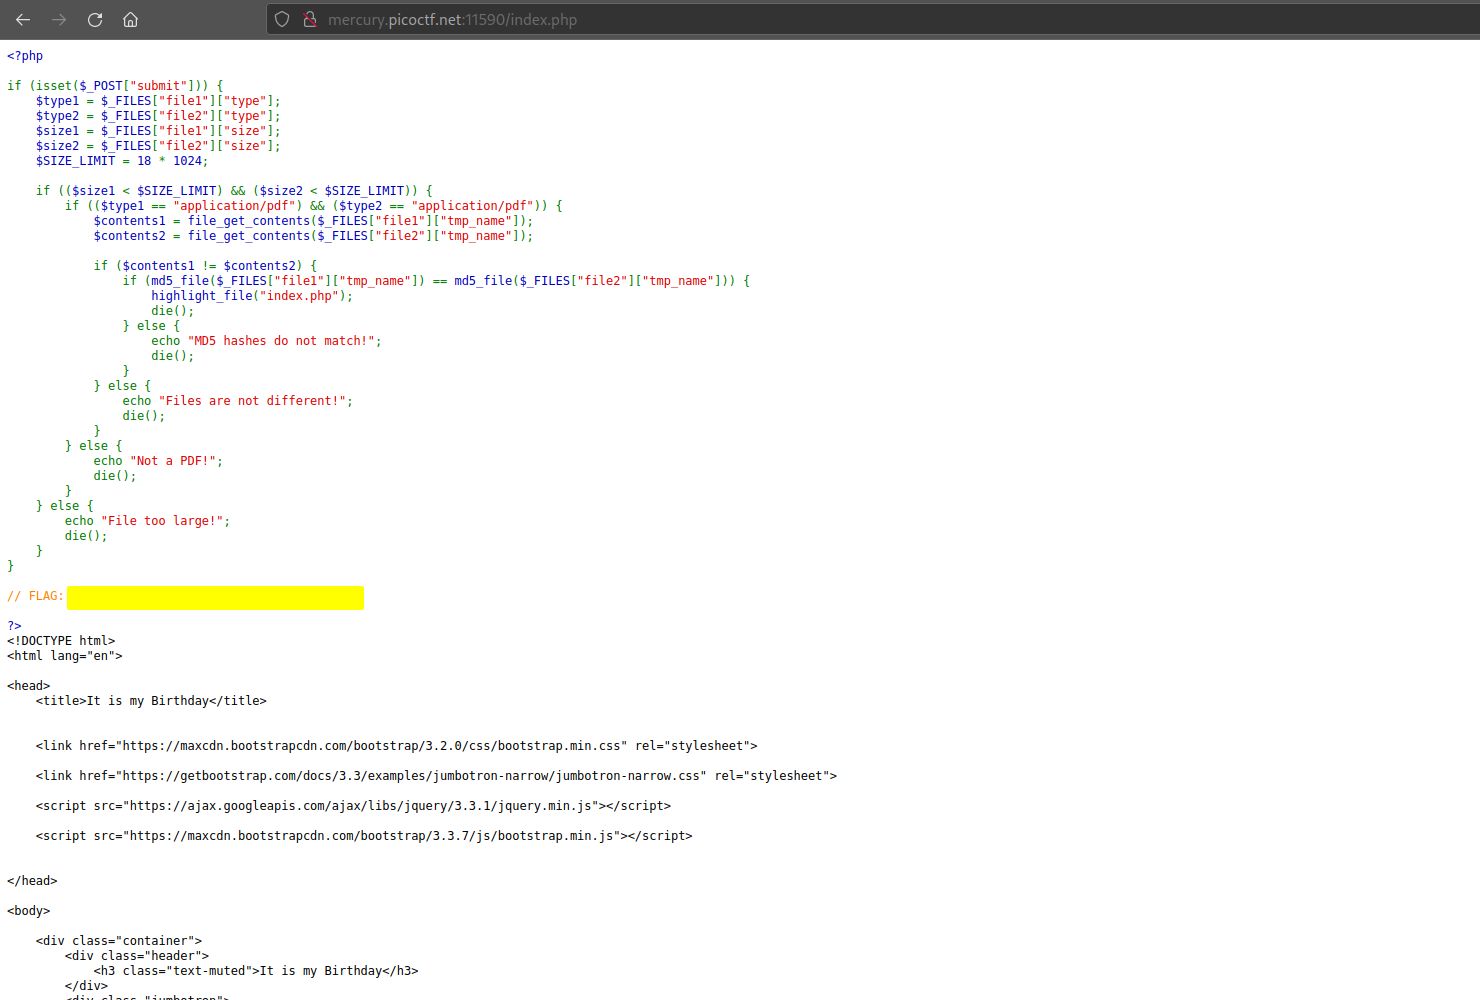 mercury.picoctf.net:11590/index.php
<?php
if (isset($_POST["submit"])) {
    $type1 = $_FILES["file1"]["type"];
    $type2 = $_FILES["file2"]["type"];
    $size1 = $_FILES["file1"]["size"];
    $size2 = $_FILES["file2"]["size"];
    $SIZE_LIMIT = 18 * 1024;
    if (($size1 < $SIZE_LIMIT) && ($size2 < $SIZE_LIMIT)) {
        if (($type1 == "application/pdf") && ($type2 == "application/pdf")) {
            $contents1 = file_get_contents($_FILES["file1"]["tmp_name"]);
            $contents2 = file_get_contents($_FILES["file2"]["tmp_name"]);
            if ($contents1 != $contents2) {
                if (md5_file($_FILES["file1"]["tmp_name"]) == md5_file($_FILES["file2"]["tmp_name"])) {
                    highlight_file("index.php");
                    die();
                } else {
                    echo "MD5 hashes do not match!";
                    die();
                }
            } else {
                echo "Files are not different!";
                die();
            }
        } else {
            echo "Not a PDF!";
            die();
        }
    } else {
        echo "File too large!";
        die();
    }
}
// FLAG:
?>
<!DOCTYPE html>
<html lang="en">
<head>
    <title>It is my Birthday</title>
    <link href="https://maxcdn.bootstrapcdn.com/bootstrap/3.2.0/css/bootstrap.min.css" rel="stylesheet">
    <link href="https://getbootstrap.com/docs/3.3/examples/jumbotron-narrow/jumbotron-narrow.css" rel="stylesheet">
    <script src="https://ajax.googleapis.com/ajax/libs/jquery/3.3.1/jquery.min.js"></script>
    <script src="https://maxcdn.bootstrapcdn.com/bootstrap/3.3.7/js/bootstrap.min.js"></script>
</head>
<body>
    <div class="container">
        <div class="header">
            <h3 class="text-muted">It is my Birthday</h3>
        </div>
        <div class="jumbotron">